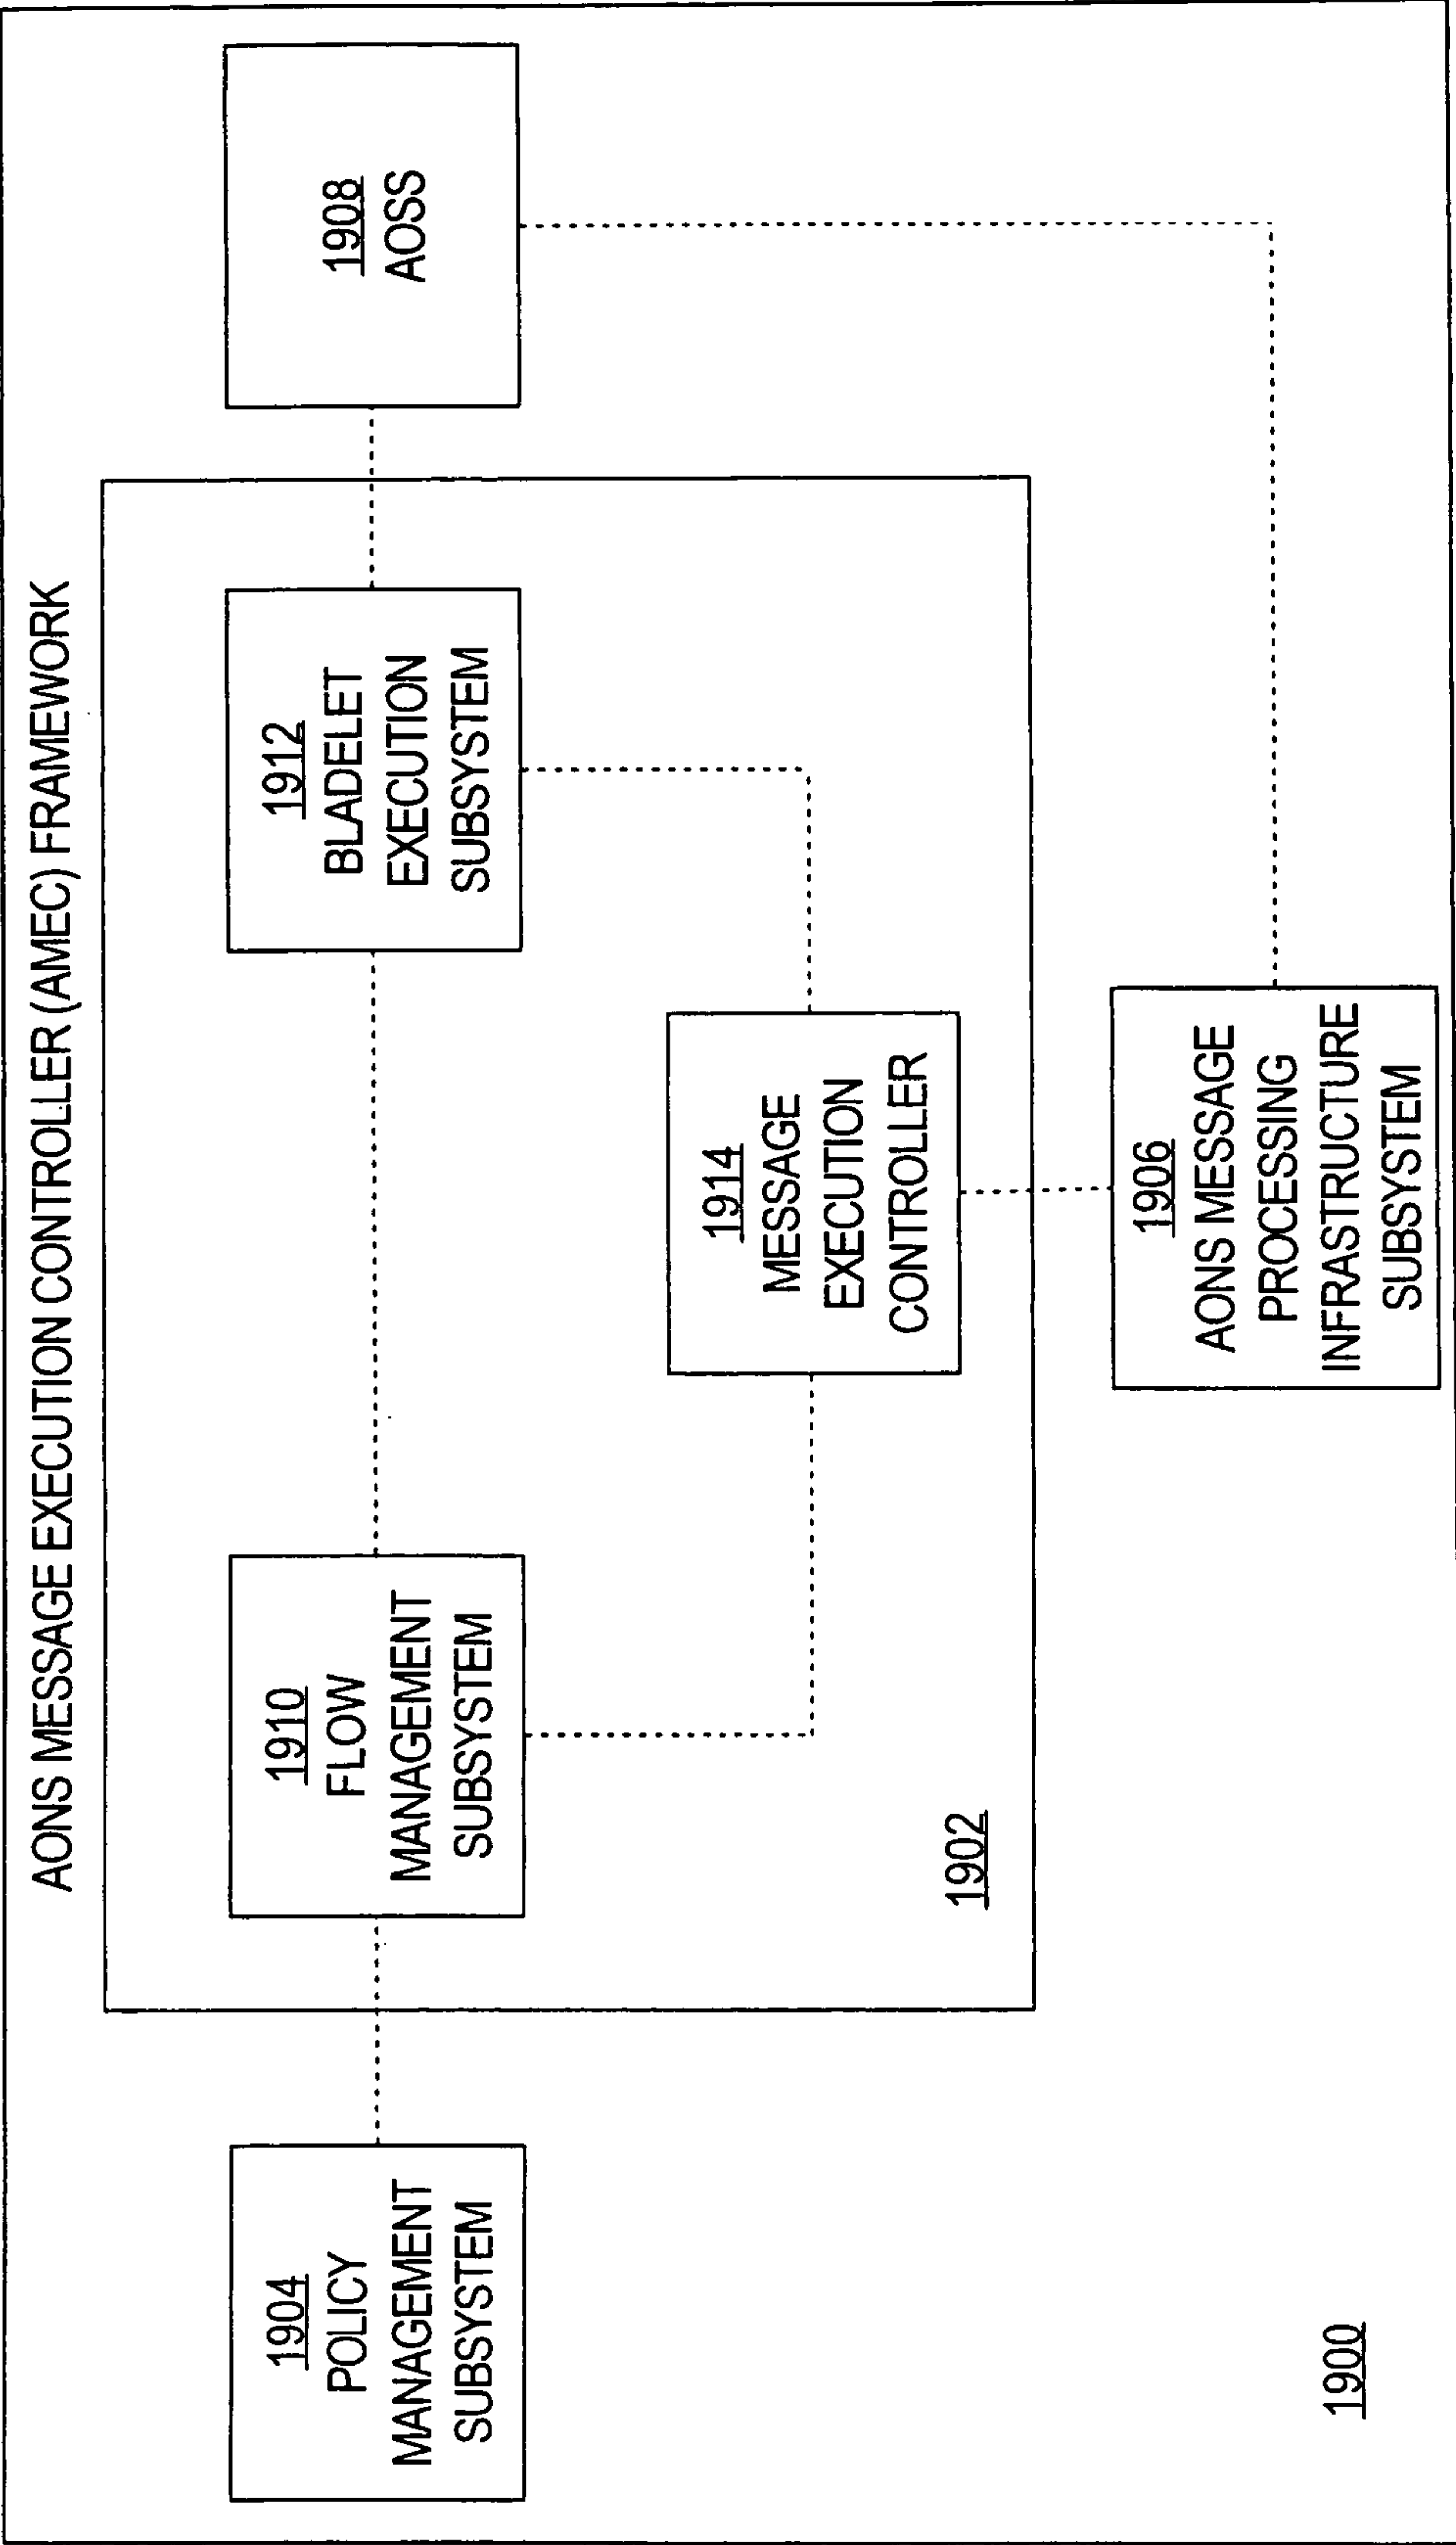 AONS MESSAGE EXECUTION CONTROLLER (AMEC) FRAMEWORK
1904
POLICY
MANAGEMENT
SUBSYSTEM
1910
FLOW
MANAGEMENT
SUBSYSTEM
1912
BLADELET
EXECUTION
SUBSYSTEM
1908
AOSS
1914
MESSAGE
EXECUTION
CONTROLLER
1902
1906
AONS MESSAGE
PROCESSING
INFRASTRUCTURE
SUBSYSTEM
1900